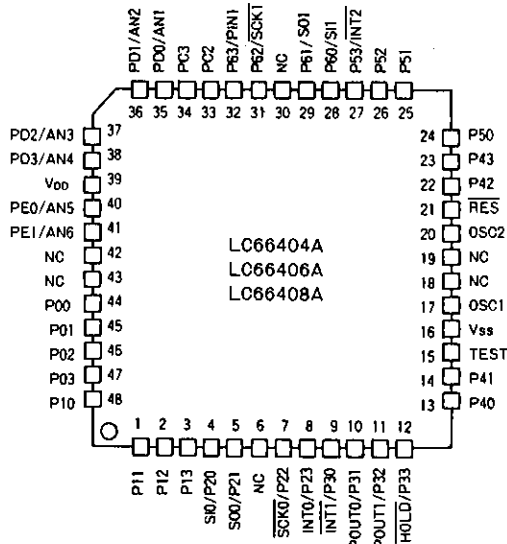 PD1/AN2
PD0/AN1
PC3
PC2
P63/PIN1
P62/SCK1
NC
P61/SO1
P60/SI1
P53/INT2
P52
P51
36 35 34 33 32 31 30 29 28 27 26 25
PD2/AN3 37
PD3/AN4 38
VDD 39
PE0/AN5 40
PE1/AN6 41
NC 42
NC 43
P00 44
P01 45
P02 46
P03 47
P10 48
LC66404A
LC66406A
LC66408A
24 P50
23 P43
22 P42
21 RES
20 OSC2
19 NC
18 NC
17 OSC1
16 Vss
15 TEST
14 P41
13 P40
1 2 3 4 5 6 7 8 9 10 11 12
P11
P12
P13
SI0/P20
SO0/P21
NC
SCK0/P22
INT0/P23
INT1/P30
POUT0/P31
POUT1/P32
HOLD/P33